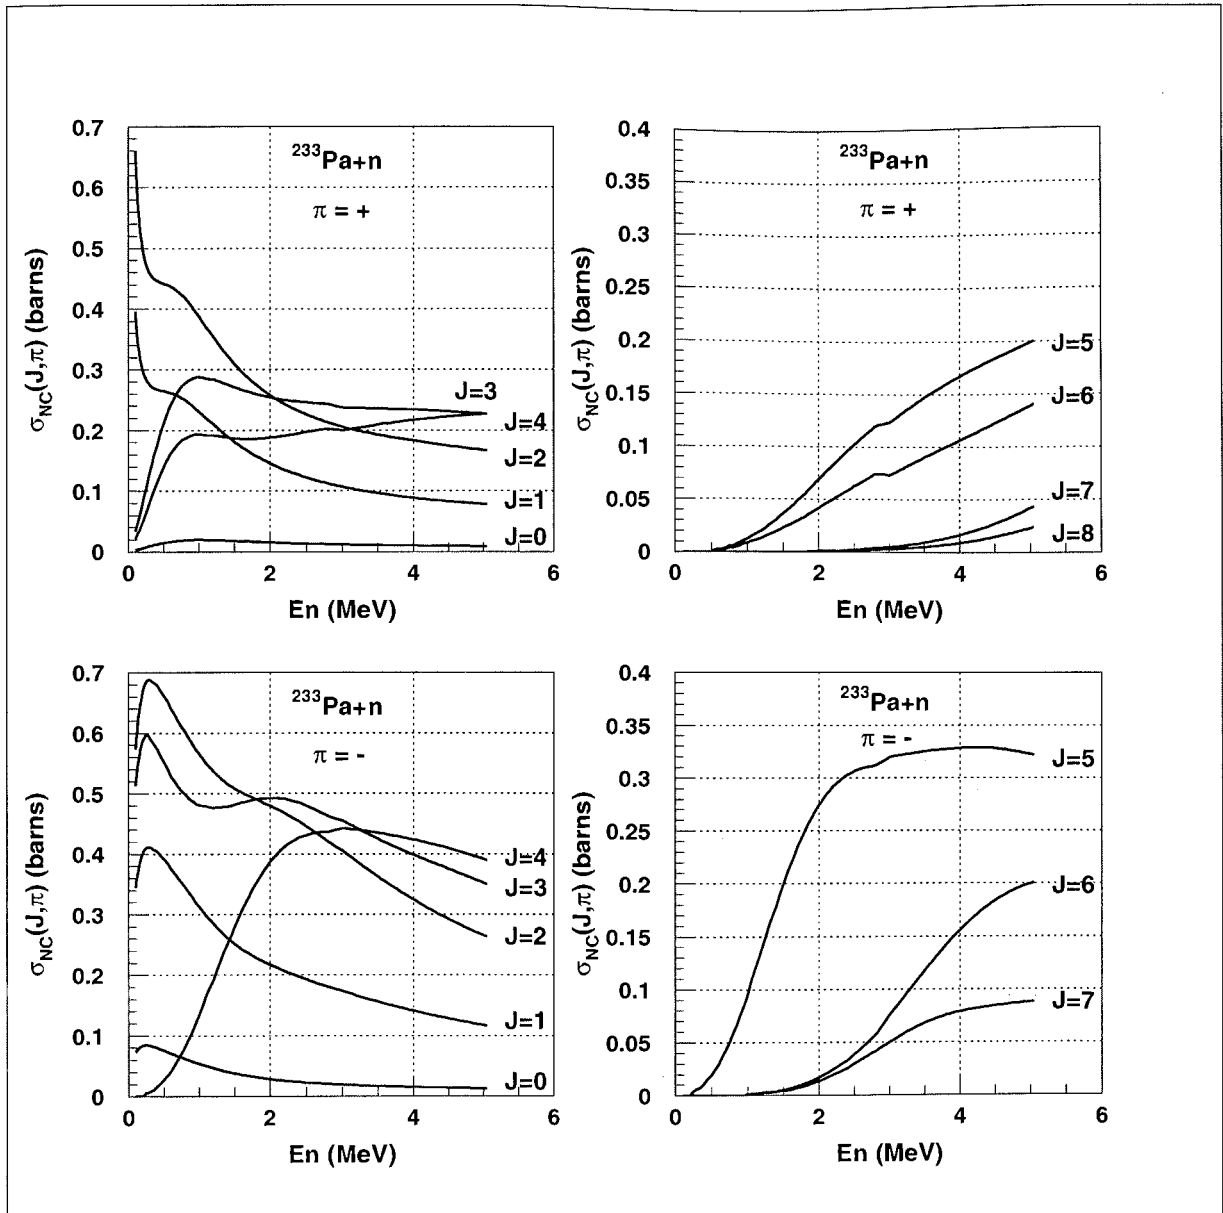 0.7
0.6
0.5
0.4
0.3
0.2
0.1
0
σNC(J,π) (barns)
²³³Pa+n
π = +
J=3
J=4
J=2
J=1
J=0
0 2 4 6
En (MeV)
0.4
0.35
0.3
0.25
0.2
0.15
0.1
0.05
0
σNC(J,π) (barns)
²³³Pa+n
π = +
J=5
J=6
J=7
J=8
0 2 4 6
En (MeV)
0.7
0.6
0.5
0.4
0.3
0.2
0.1
0
σNC(J,π) (barns)
²³³Pa+n
π = -
J=4
J=3
J=2
J=1
J=0
0 2 4 6
En (MeV)
0.4
0.35
0.3
0.25
0.2
0.15
0.1
0.05
0
σNC(J,π) (barns)
²³³Pa+n
π = -
J=5
J=6
J=7
0 2 4 6
En (MeV)